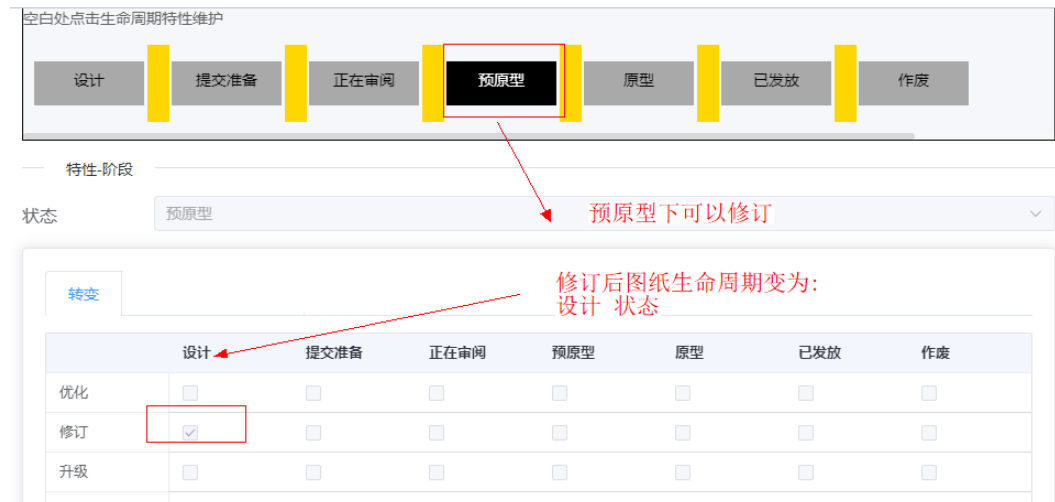 空白处点击生命周期特性维护
设计 提交准备 正在审阅 预原型 原型 已发放 作废
特性-阶段
状态 预原型
预原型下可以修订
转变
修订后图纸生命周期变为:
设计 状态
设计 提交准备 正在审阅 预原型 原型 已发放 作废
优化
修订
升级